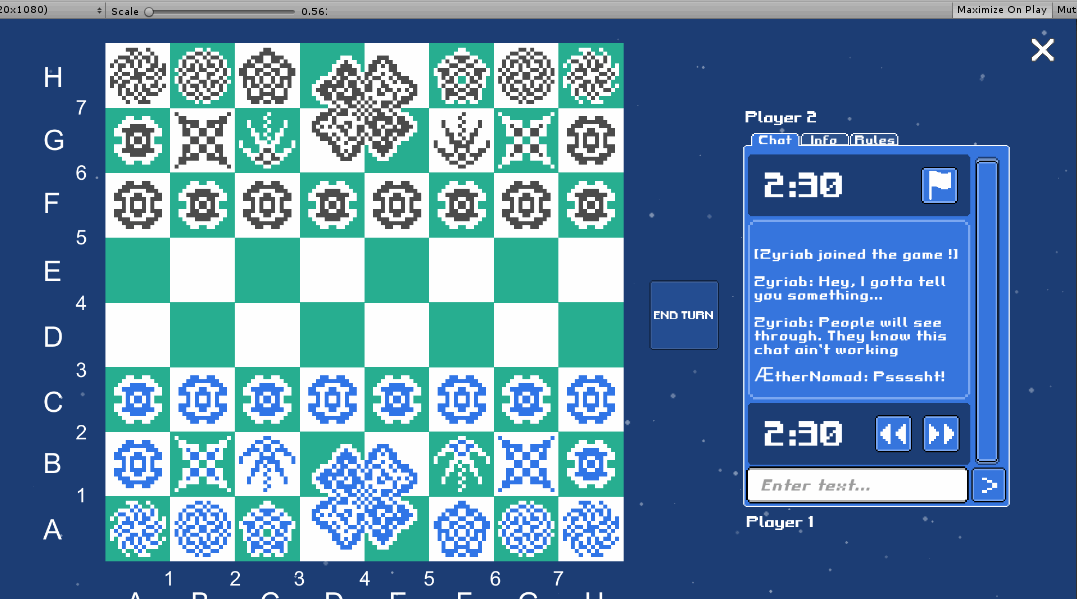 20x1080)
Scale
0.56:
Maximize On Play
Mut
H
7
G
6
F
5
E
4
D
3
C
2
B
1
A
1 2 3 4 5 6 7
A B C D E F G H
END TURN
Player 2
Chat Info Rules
2:30
[Zyriab joined the game !]
Zyriab: Hey, I gotta tell
you something...
Zyriab: People will see
through. They know this
chat ain't working
ÆtherNomad: Pssssht!
2:30
Enter text...
>
Player 1